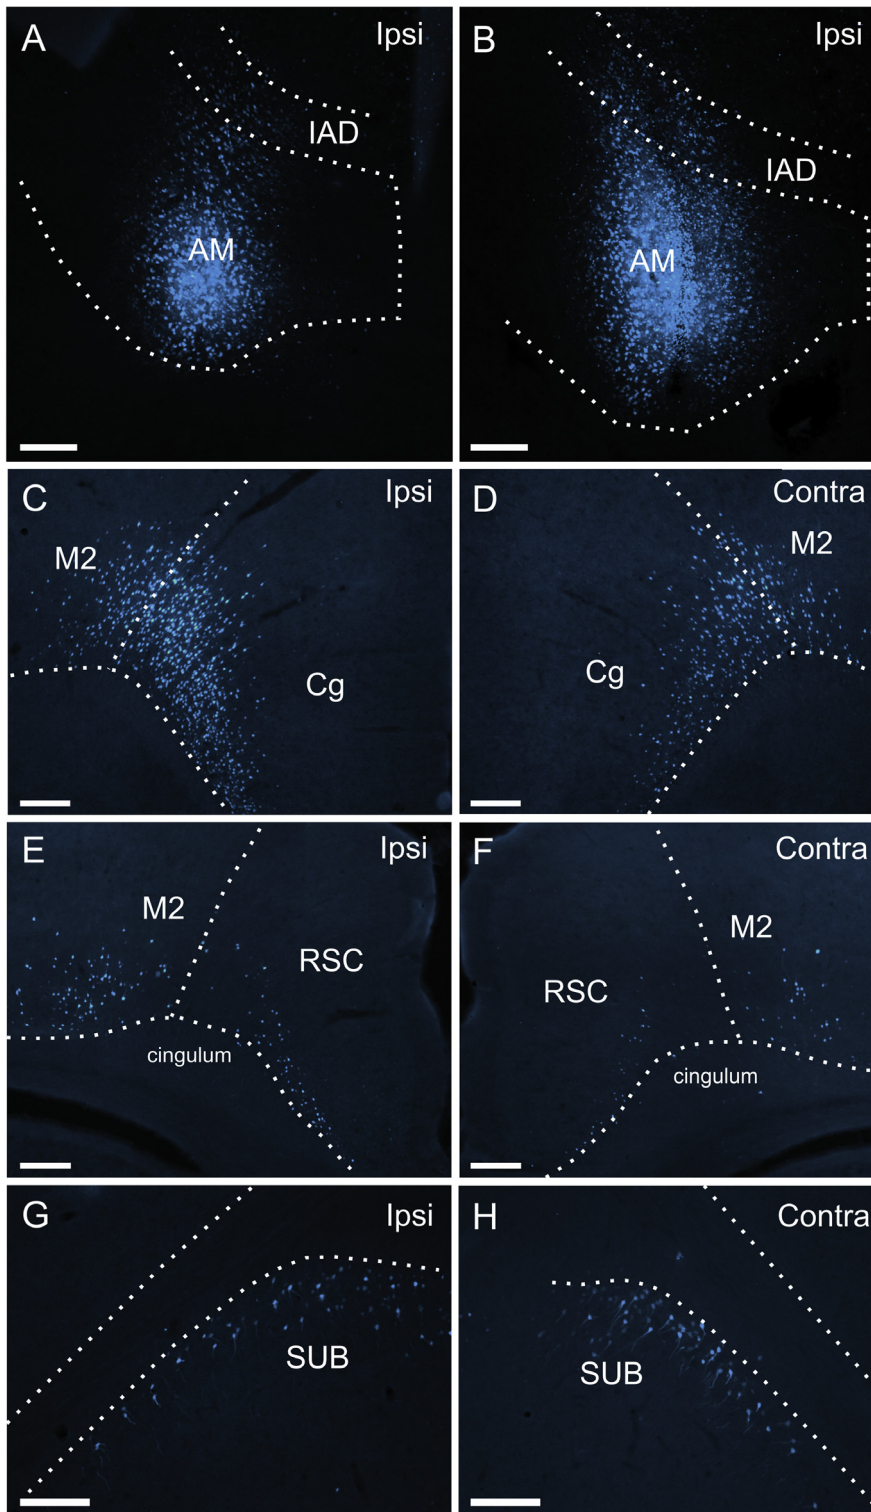 A Ipsi
IAD
AM
B Ipsi
IAD
AM
C Ipsi
M2
Cg
D Contra
M2
Cg
E Ipsi
M2
RSC
cingulum
F Contra
M2
RSC
cingulum
G Ipsi
SUB
H Contra
SUB